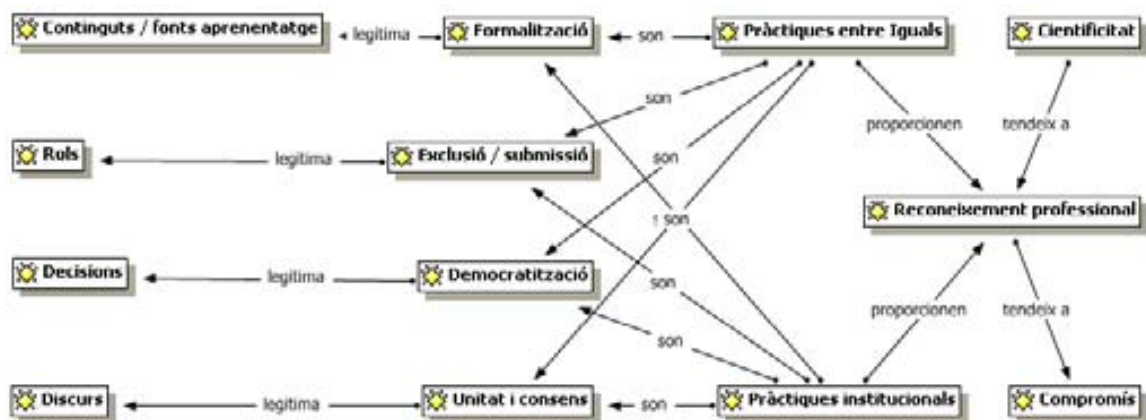 Continguts / fonts aprenentatge
legitima
Formalització
son
Pràctiques entre Iguals
Cientificitat
son
proporcionen
tendeix a
Rols
legitima
Exclusió / submissió
son
Reconeixement professional
son
Decisions
legitima
Democratització
son
proporcionen
tendeix a
son
Discurs
legitima
Unitat i consens
son
Pràctiques institucionals
Compromís